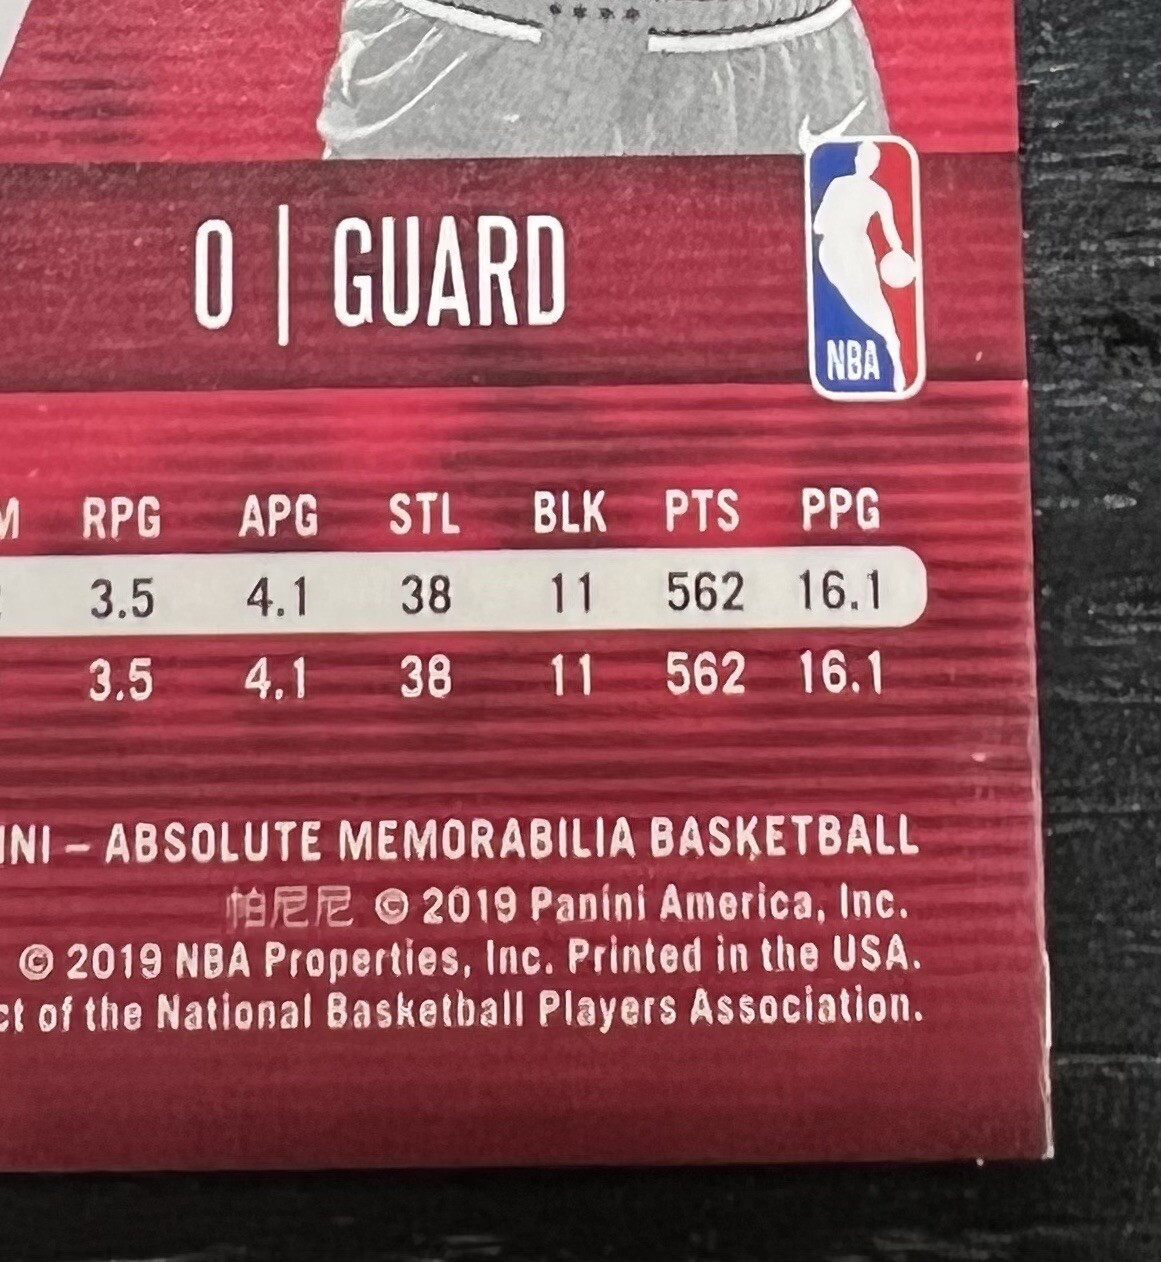 0 | GUARD
NBA
RPG APG STL BLK PTS PPG
3.5 4.1 38 11 562 16.1
3.5 4.1 38 11 562 16.1
INI – ABSOLUTE MEMORABILIA BASKETBALL
帕尼尼 © 2019 Panini America, Inc.
© 2019 NBA Properties, Inc. Printed in the USA.
ct of the National Basketball Players Association.